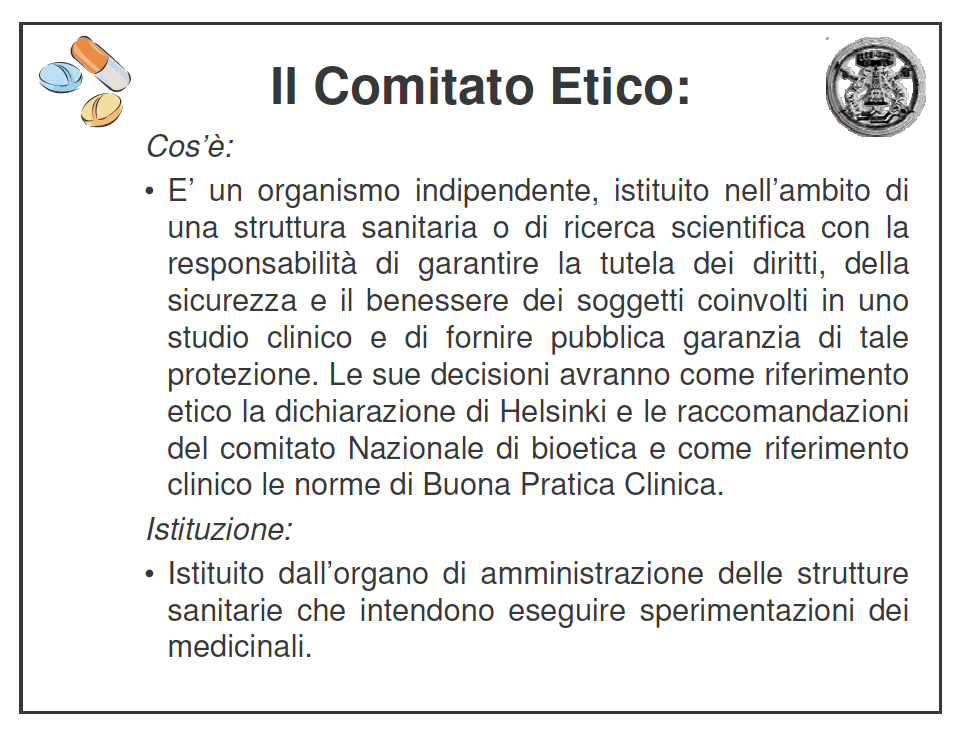 Il Comitato Etico:
Cos’è:
• E’ un organismo indipendente, istituito nell’ambito di
una struttura sanitaria o di ricerca scientifica con la
responsabilità di garantire la tutela dei diritti, della
sicurezza e il benessere dei soggetti coinvolti in uno
studio clinico e di fornire pubblica garanzia di tale
protezione. Le sue decisioni avranno come riferimento
etico la dichiarazione di Helsinki e le raccomandazioni
del comitato Nazionale di bioetica e come riferimento
clinico le norme di Buona Pratica Clinica.
Istituzione:
• Istituito dall’organo di amministrazione delle strutture
sanitarie che intendono eseguire sperimentazioni dei
medicinali.